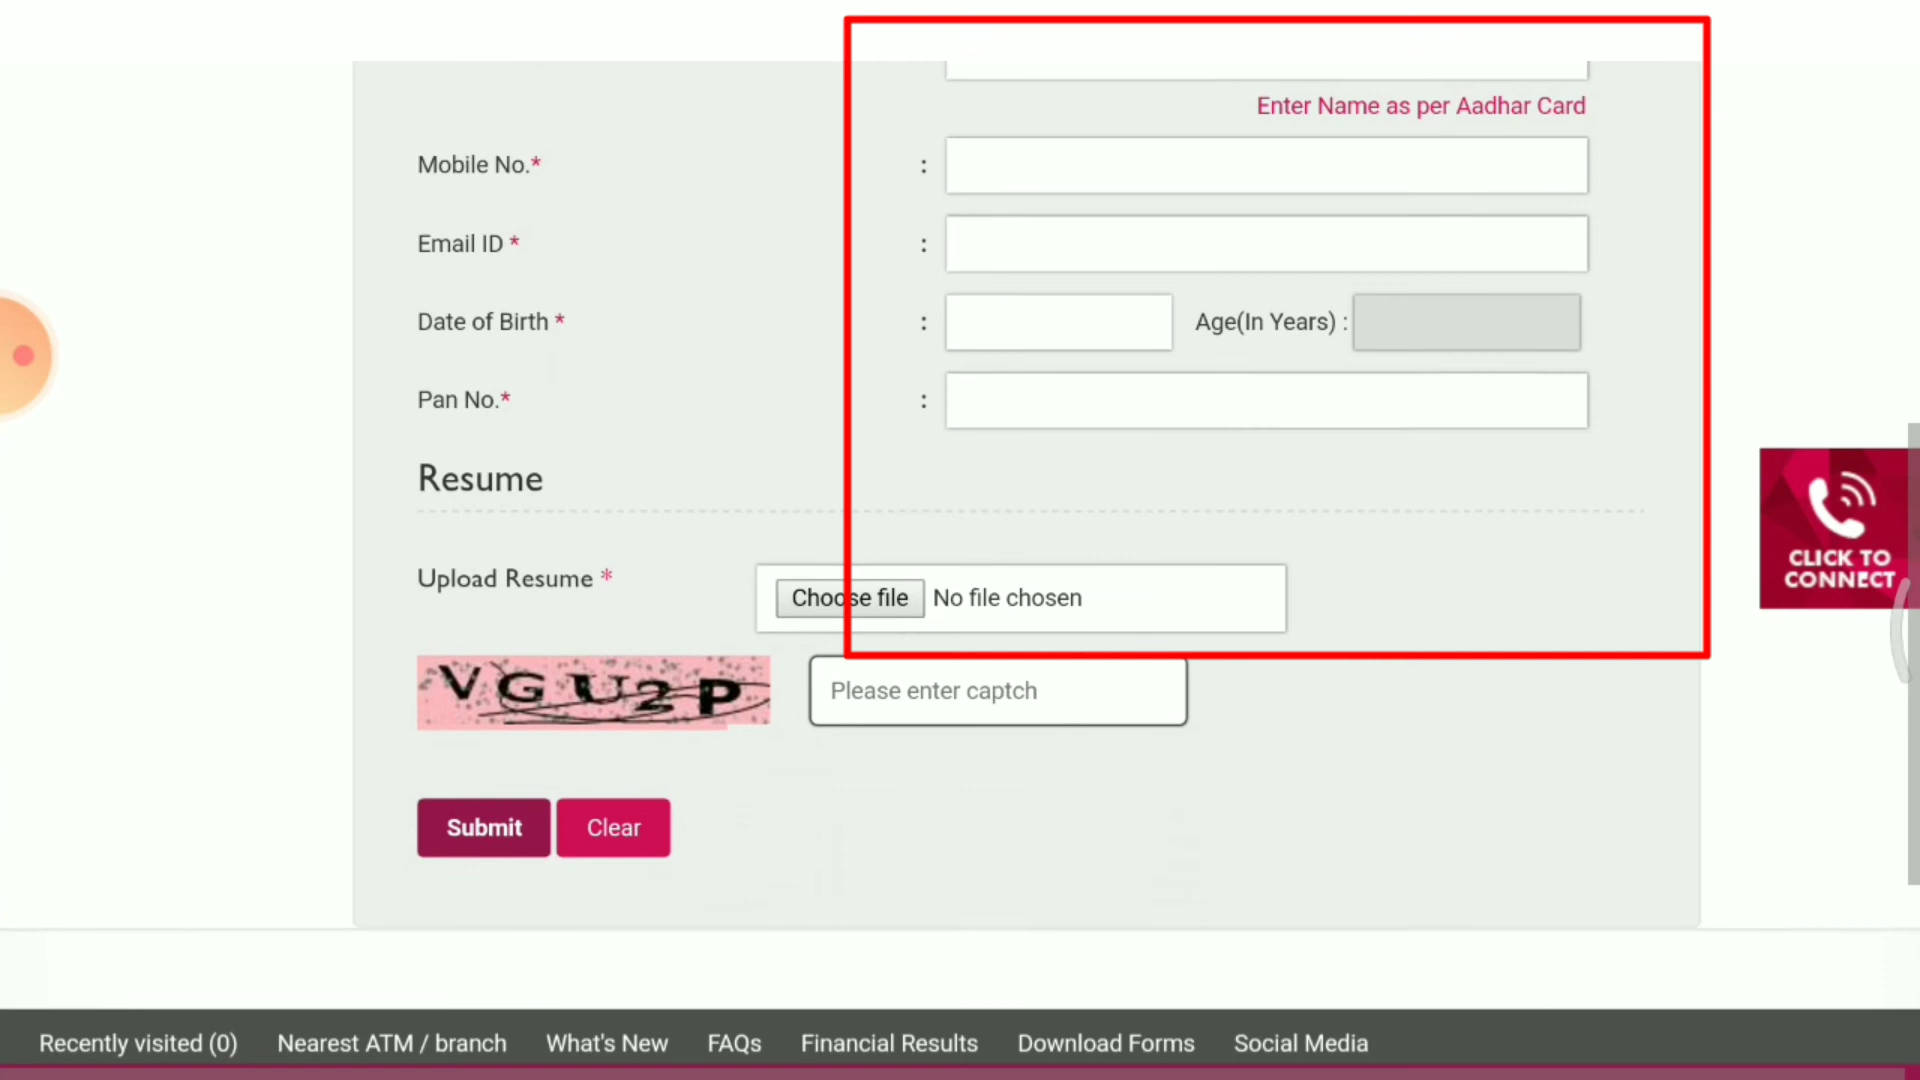 Enter Name as per Aadhar Card
Mobile No.* :
Email ID * :
Date of Birth * : Age(In Years) :
Pan No.* :
Resume
Upload Resume * Choose file No file chosen
VGU2P Please enter captch
Submit Clear
CLICK TO
CONNECT
Recently visited (0) Nearest ATM / branch What's New FAQs Financial Results Download Forms Social Media